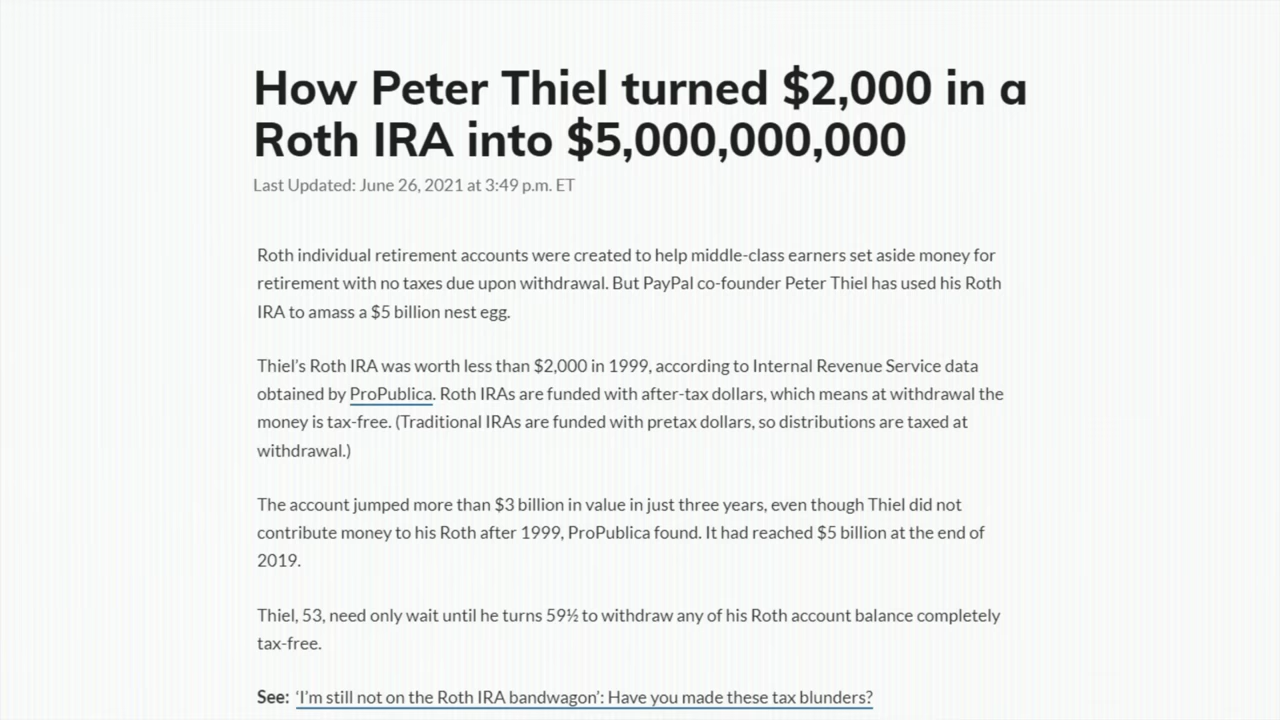 How Peter Thiel turned $2,000 in a
Roth IRA into $5,000,000,000
Last Updated: June 26, 2021 at 3:49 p.m. ET
Roth individual retirement accounts were created to help middle-class earners set aside money for
retirement with no taxes due upon withdrawal. But PayPal co-founder Peter Thiel has used his Roth
IRA to amass a $5 billion nest egg.
Thiel’s Roth IRA was worth less than $2,000 in 1999, according to Internal Revenue Service data
obtained by ProPublica. Roth IRAs are funded with after-tax dollars, which means at withdrawal the
money is tax-free. (Traditional IRAs are funded with pretax dollars, so distributions are taxed at
withdrawal.)
The account jumped more than $3 billion in value in just three years, even though Thiel did not
contribute money to his Roth after 1999, ProPublica found. It had reached $5 billion at the end of
2019.
Thiel, 53, need only wait until he turns 59½ to withdraw any of his Roth account balance completely
tax-free.
See: ‘I’m still not on the Roth IRA bandwagon’: Have you made these tax blunders?